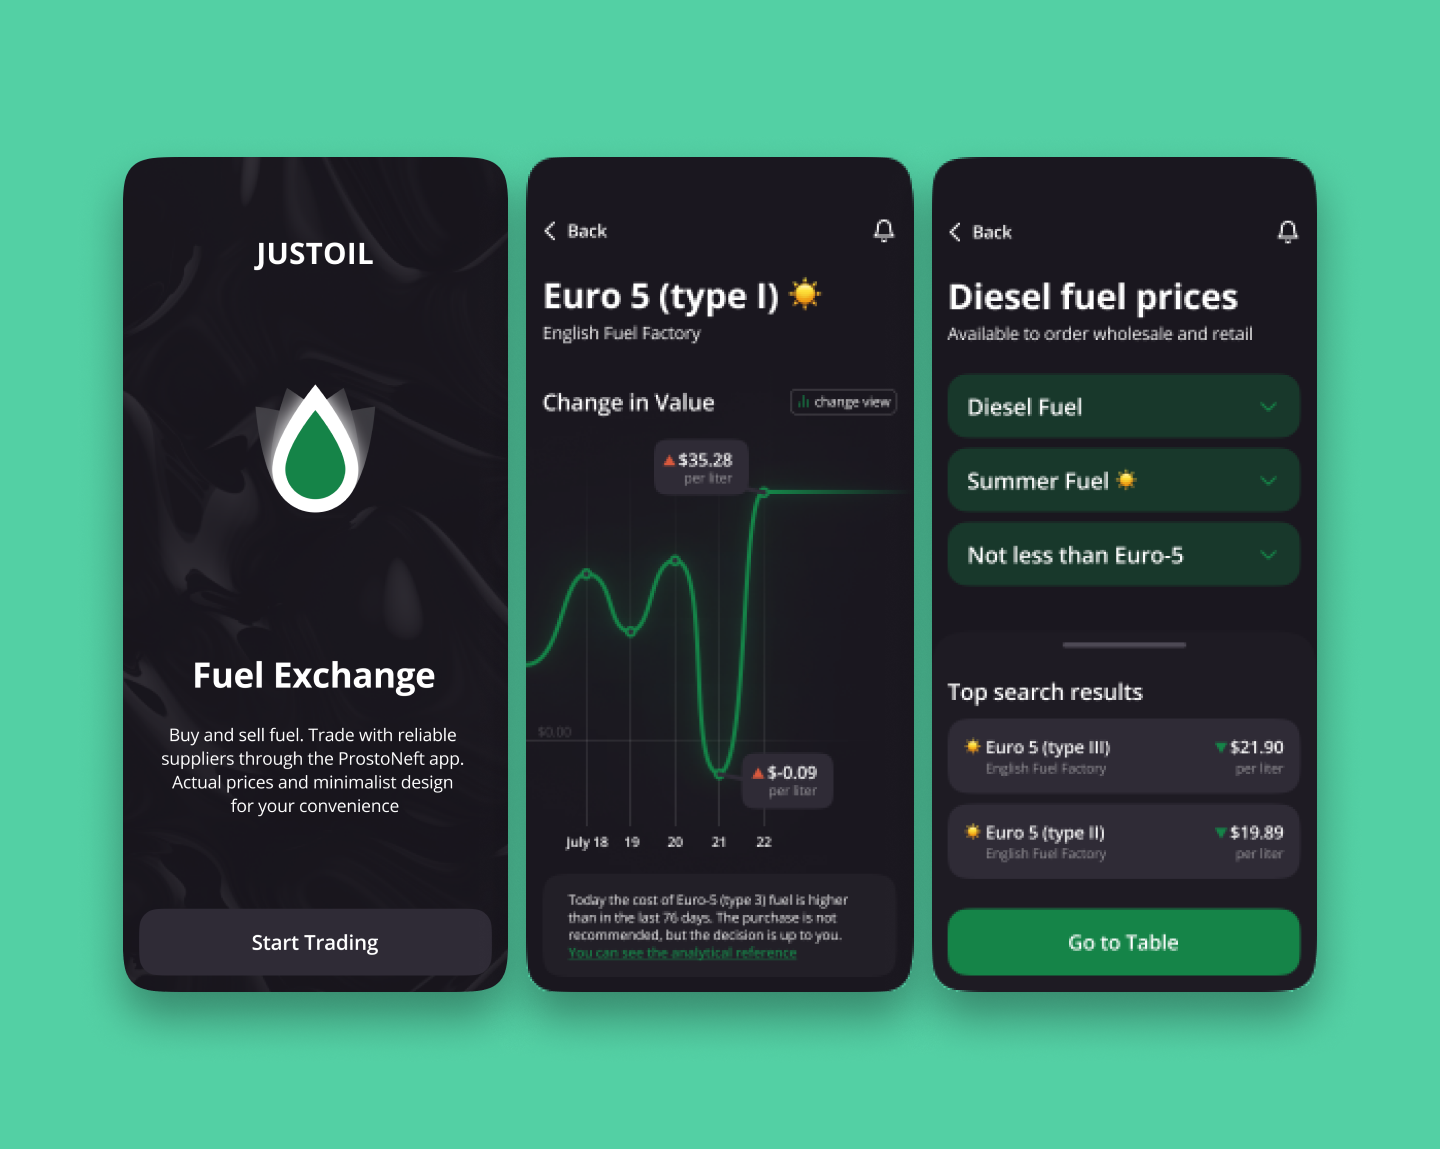 JUSTOIL
Fuel Exchange
Buy and sell fuel. Trade with reliable
suppliers through the ProstoNeft app.
Actual prices and minimalist design
for your convenience
Start Trading
Back
Euro 5 (type I)
English Fuel Factory
Change in Value
change view
$35.28
per liter
$0.00
$-0.09
per liter
July 18 19 20 21 22
Today the cost of Euro-5 (type 3) fuel is higher
than in the last 76 days. The purchase is not
recommended, but the decision is up to you.
You can see the analytical reference
Back
Diesel fuel prices
Available to order wholesale and retail
Diesel Fuel
Summer Fuel
Not less than Euro-5
Top search results
Euro 5 (type III) $21.90
English Fuel Factory per liter
Euro 5 (type II) $19.89
English Fuel Factory per liter
Go to Table